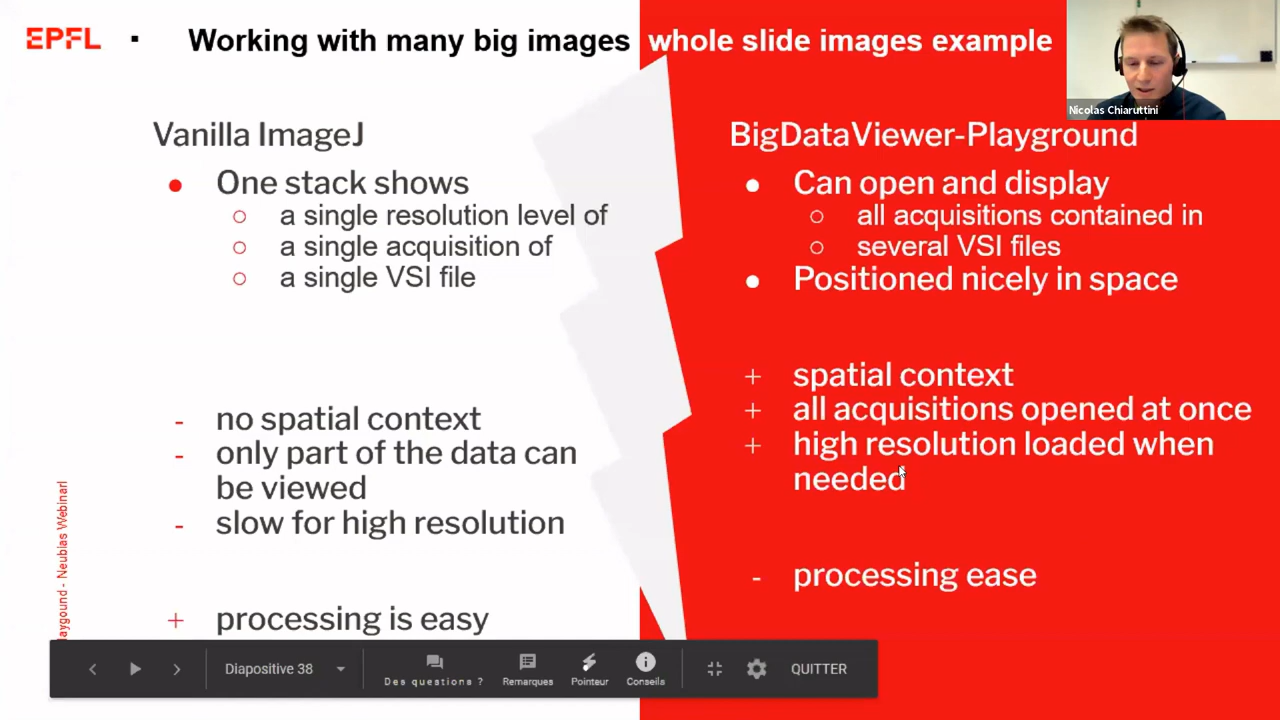 EPFL
Working with many big images whole slide images example
Nicolas Chiaruttini
Vanilla ImageJ
One stack shows
a single resolution level of
a single acquisition of
a single VSI file
- no spatial context
- only part of the data can
be viewed
- slow for high resolution
+ processing is easy
BigDataViewer-Playground
Can open and display
all acquisitions contained in
several VSI files
Positioned nicely in space
+ spatial context
+ all acquisitions opened at once
+ high resolution loaded when
needed
- processing ease
Neubias Webinar
Diapositive 38
Des questions ?
Remarques
Pointeur
Conseils
QUITTER